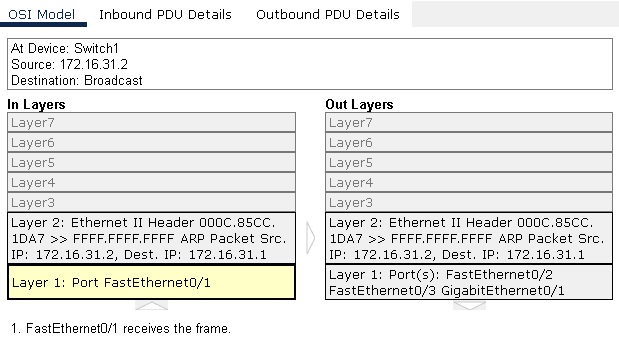 OSI Model Inbound PDU Details Outbound PDU Details
At Device: Switch1
Source: 172.16.31.2
Destination: Broadcast
In Layers
Layer7
Layer6
Layer5
Layer4
Layer3
Layer 2: Ethernet II Header 000C.85CC.
1DA7 >> FFFF.FFFF.FFFF ARP Packet Src.
IP: 172.16.31.2, Dest. IP: 172.16.31.1
Layer 1: Port FastEthernet0/1
Out Layers
Layer7
Layer6
Layer5
Layer4
Layer3
Layer 2: Ethernet II Header 000C.85CC.
1DA7 >> FFFF.FFFF.FFFF ARP Packet Src.
IP: 172.16.31.2, Dest. IP: 172.16.31.1
Layer 1: Port(s): FastEthernet0/2
FastEthernet0/3 GigabitEthernet0/1
1. FastEthernet0/1 receives the frame.